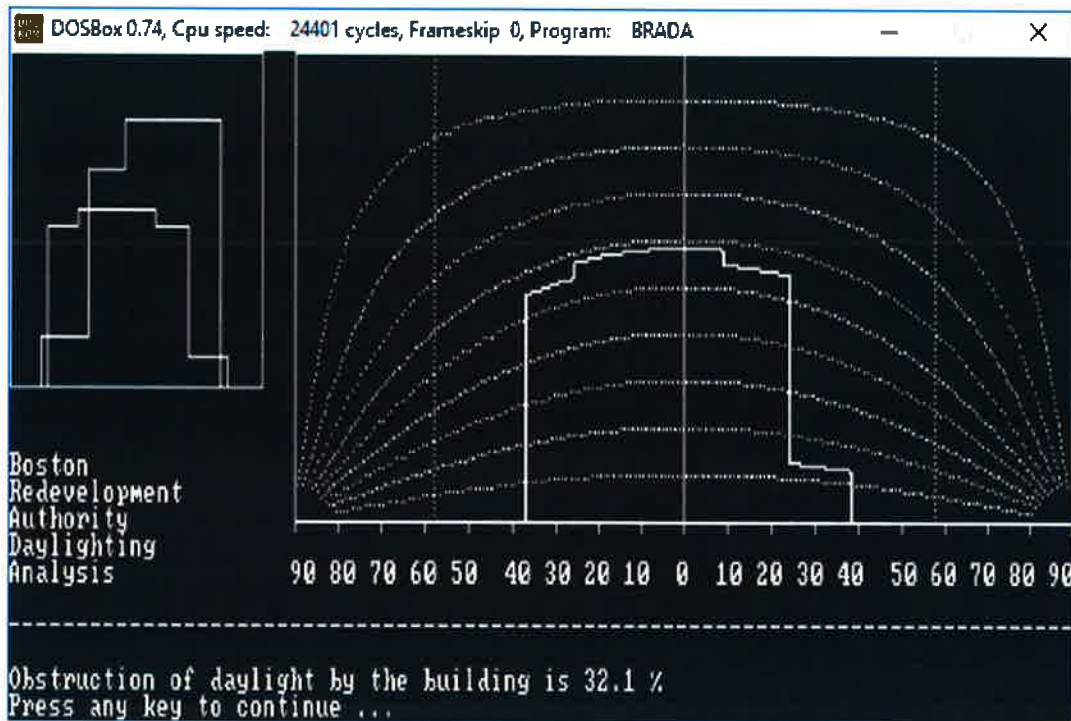 DOSBox 0.74, Cpu speed: 24401 cycles, Frameskip 0, Program: BRADA
Boston
Redevelopment
Authority
Daylighting
Analysis
90 80 70 60 50 40 30 20 10 0 10 20 30 40 50 60 70 80 90
Obstruction of daylight by the building is 32.1 %
Press any key to continue ...